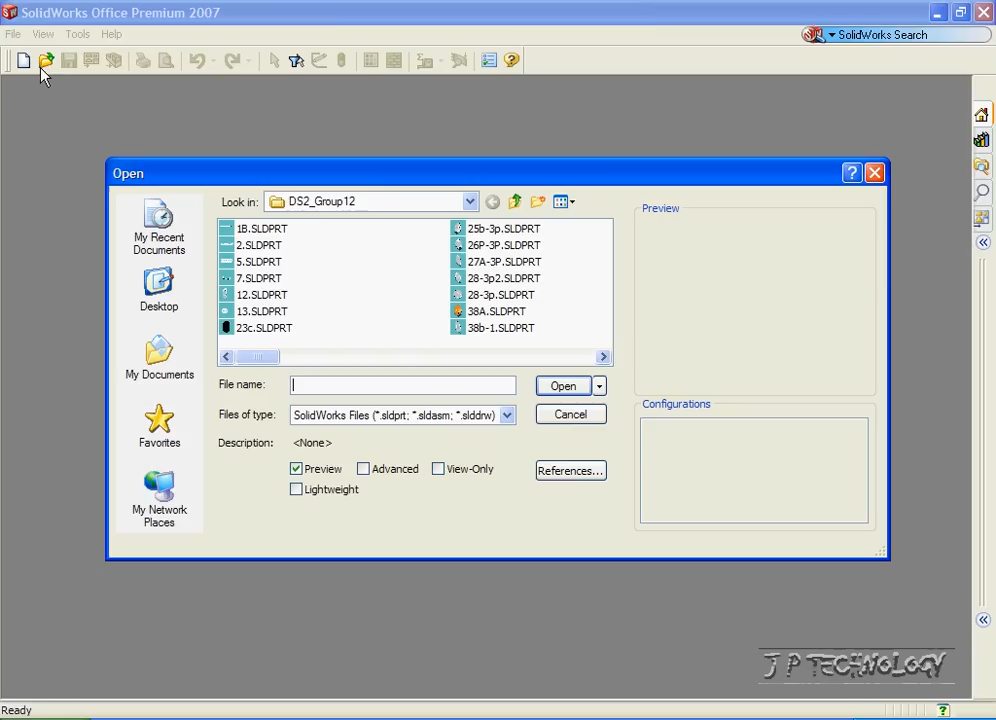 SolidWorks Office Premium 2007
File View Tools Help
SolidWorks Search
Open
Look in: DS2_Group12
My Recent Documents
Desktop
My Documents
Favorites
My Network Places
1B.SLDPRT
2.SLDPRT
5.SLDPRT
7.SLDPRT
12.SLDPRT
13.SLDPRT
23c.SLDPRT
25b-3p.SLDPRT
26P-3P.SLDPRT
27A-3P.SLDPRT
28-3p2.SLDPRT
28-3p.SLDPRT
38A.SLDPRT
38b-1.SLDPRT
File name:
Open
Files of type: SolidWorks Files (*.sldprt; *.sldasm; *.slddrw)
Cancel
Description: <None>
Preview Advanced View-Only
References...
Lightweight
Preview
Configurations
J P TECHNOLOGY
Ready